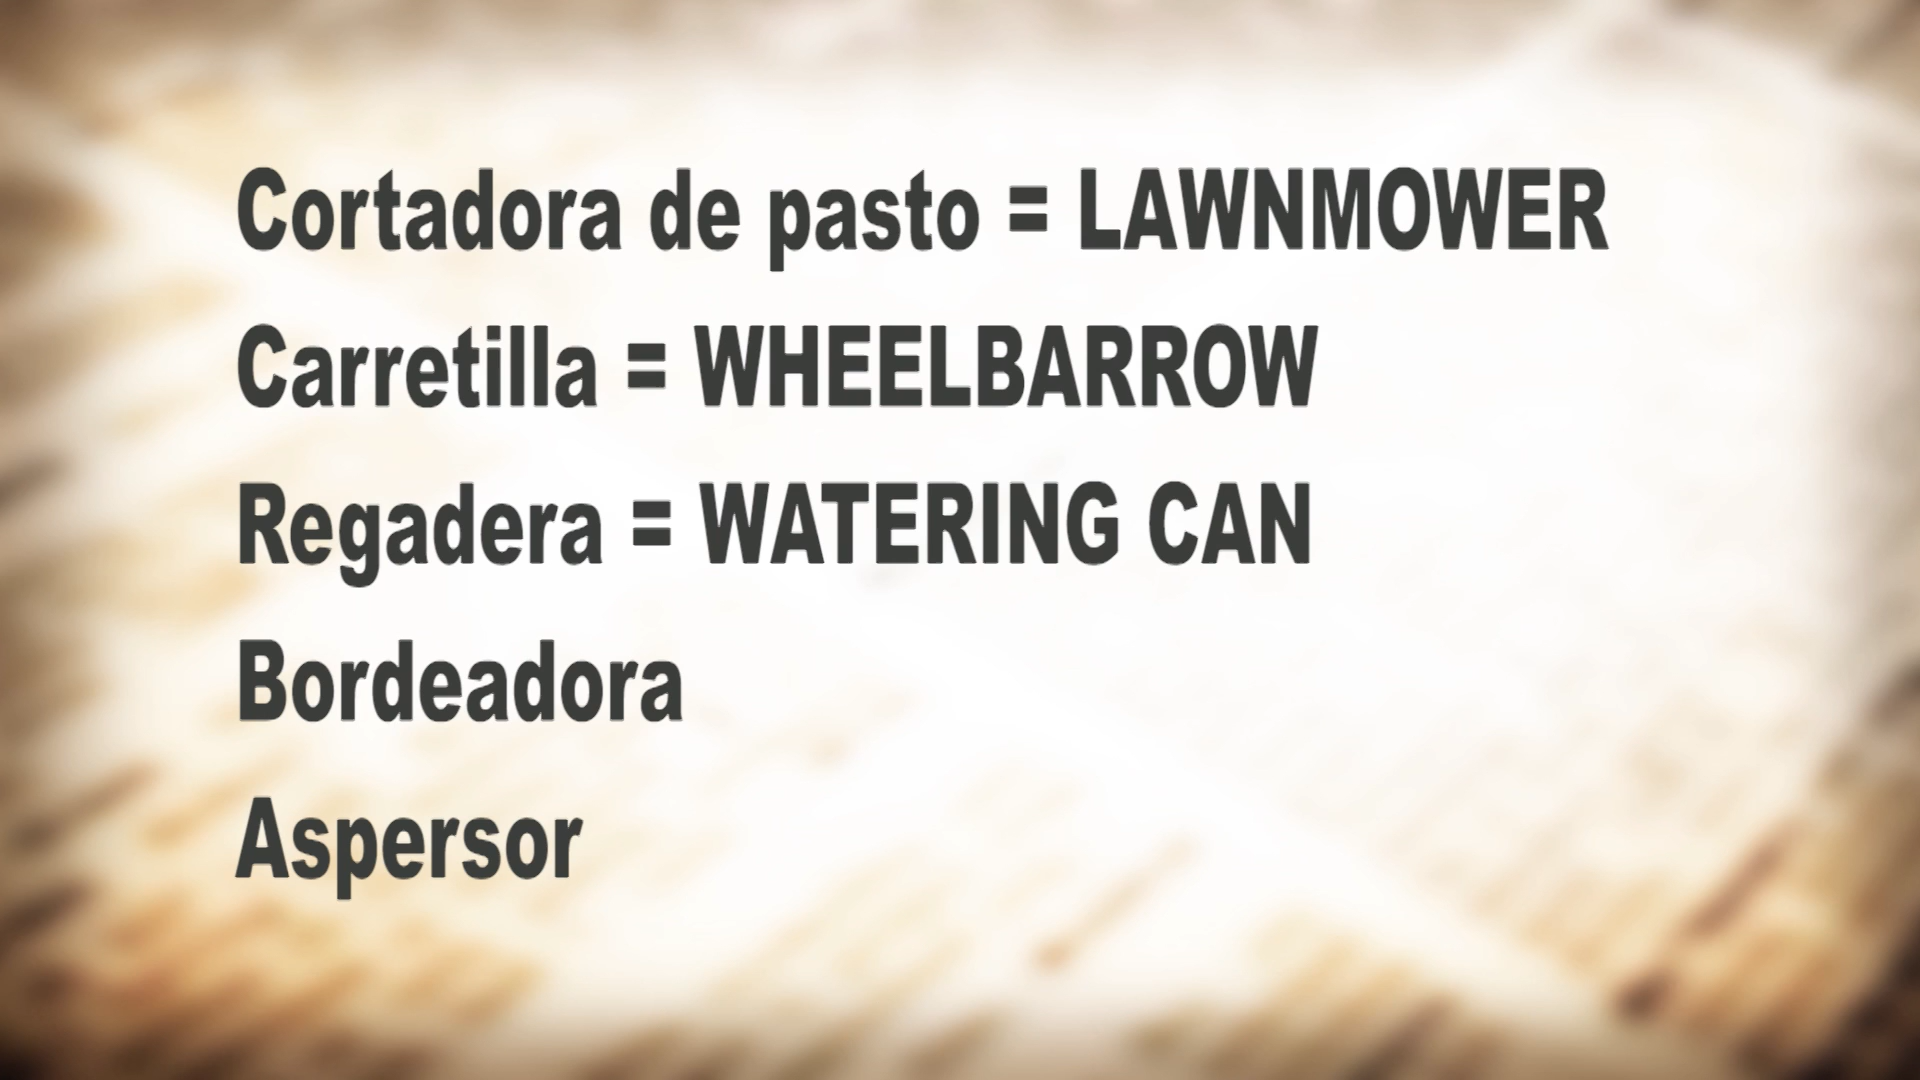 Cortadora de pasto = LAWNMOWER
Carretilla = WHEELBARROW
Regadera = WATERING CAN
Bordeadora
Aspersor